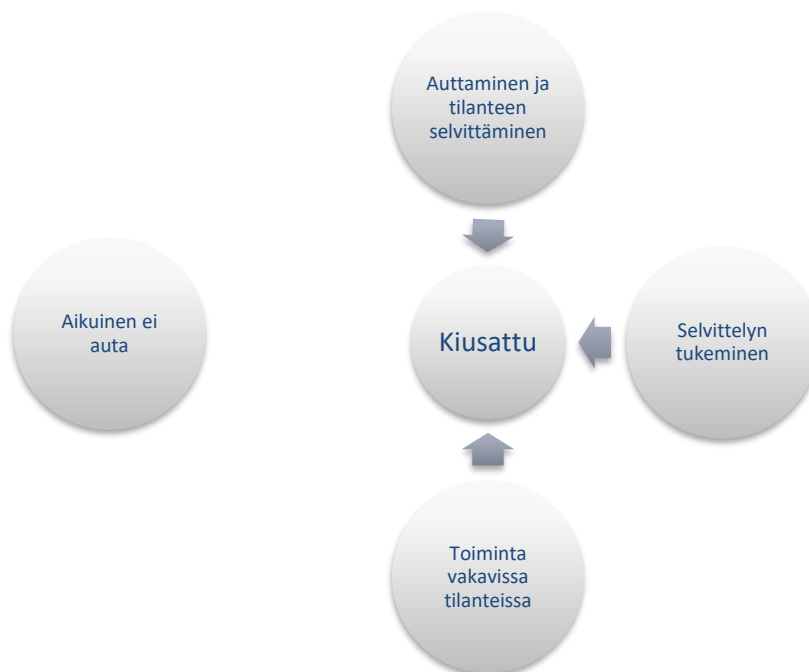 Auttaminen ja
tilanteen
selvittäminen
Aikuinen ei
auta
Kiusattu
Selvittelyn
tukeminen
Toiminta
vakavissa
tilanteissa